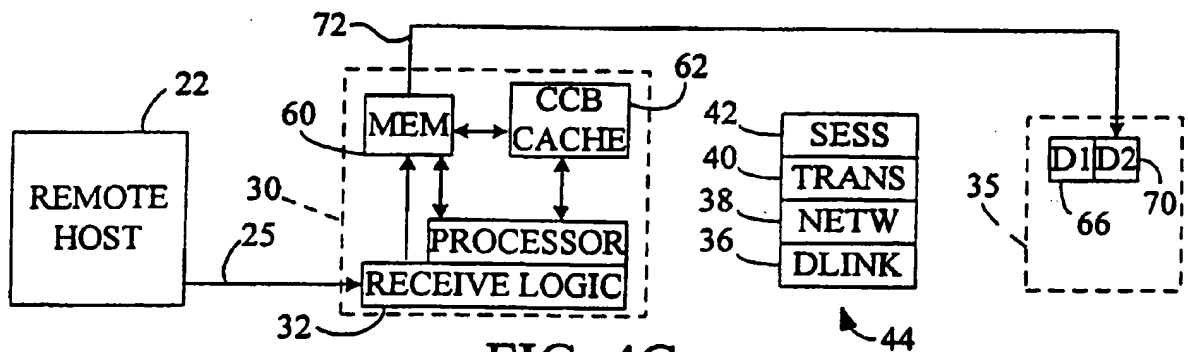 72
22
62
60
MEM
CCB
CACHE
42
SESS
D1 D2
REMOTE
HOST
30
40
TRANS
35
66
70
25
38
NETW
PROCESSOR
36
DLINK
RECEIVE LOGIC
32
44